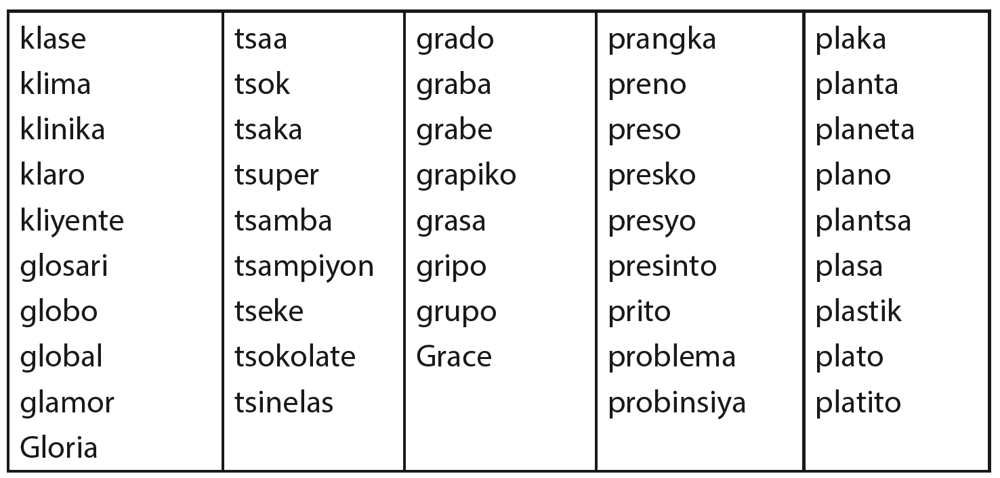 klase tsaa grado prangka plaka
klima tsok graba preno planta
klinika tsaka grabe preso planeta
klaro tsuper grapiko presko plano
kliyente tsamba grasa presyo plantsa
glosari tsampiyon gripo presinto plasa
globo tseke grupo prito plastik
global tsokolate Grace problema plato
glamor tsinelas probinsiya platito
Gloria